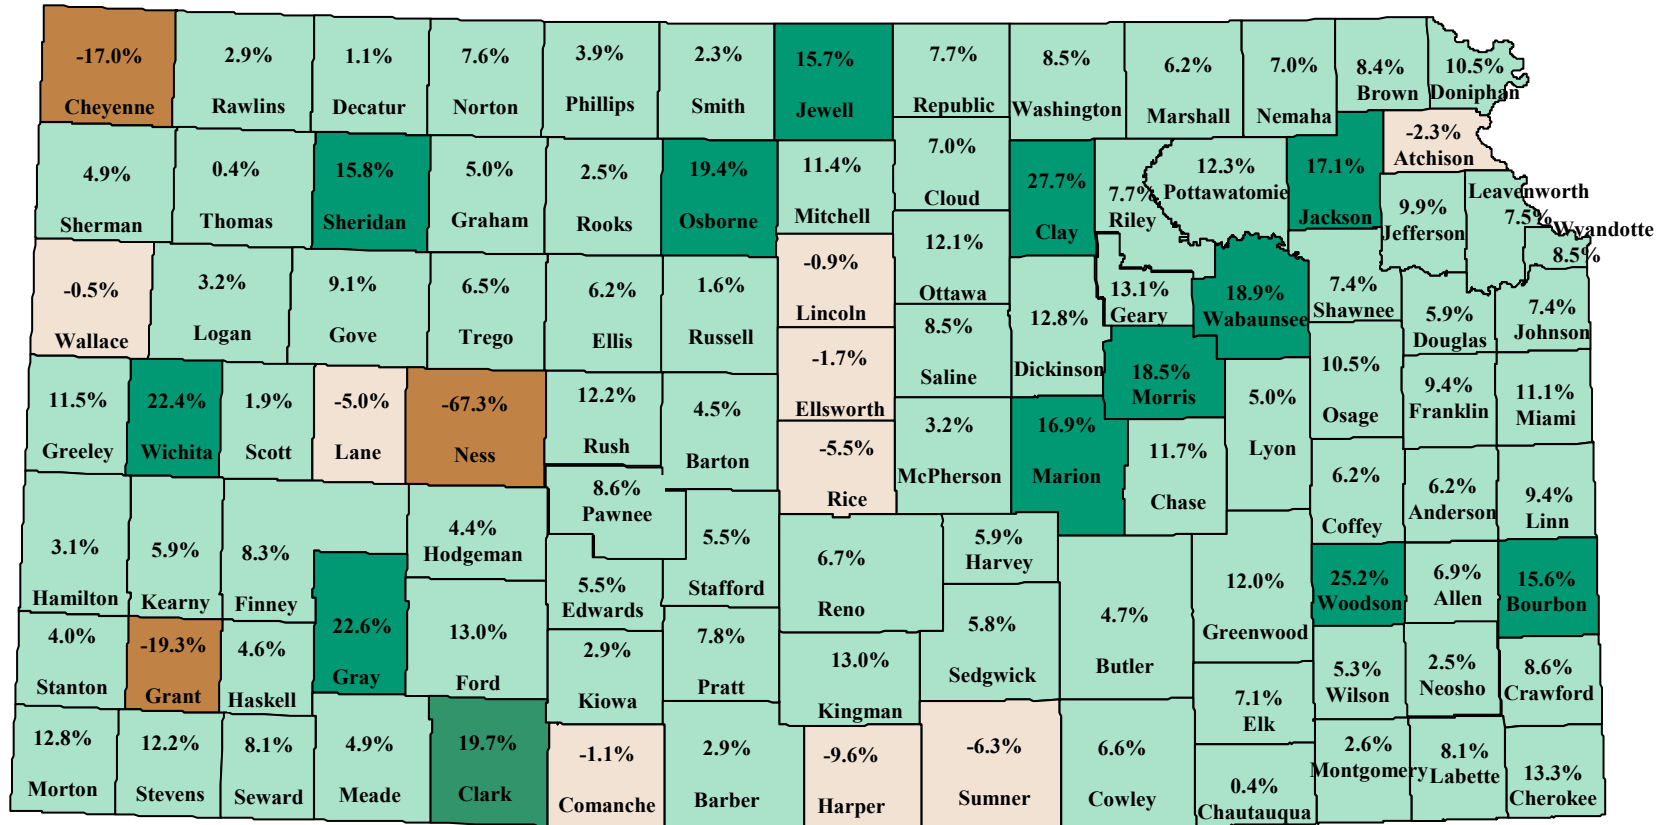 -17.0%
Cheyenne
2.9%
Rawlins
1.1%
Decatur
7.6%
Norton
3.9%
Phillips
2.3%
Smith
15.7%
Jewell
7.7%
Republic
8.5%
Washington
6.2%
Marshall
7.0%
Nemaha
8.4%
Brown
10.5%
Doniphan
4.9%
Sherman
0.4%
Thomas
15.8%
Sheridan
5.0%
Graham
2.5%
Rooks
19.4%
Osborne
11.4%
Mitchell
7.0%
Cloud
27.7%
Clay
7.7%
Riley
12.3%
Pottawatomie
17.1%
Jackson
-2.3%
Atchison
9.9%
Jefferson
Leavenworth
7.5%
Wyandotte
8.5%
-0.5%
Wallace
3.2%
Logan
9.1%
Gove
6.5%
Trego
6.2%
Ellis
1.6%
Russell
-0.9%
Lincoln
12.1%
Ottawa
12.8%
Dickinson
13.1%
Geary
18.9%
Wabaunsee
7.4%
Shawnee
5.9%
Douglas
7.4%
Johnson
11.5%
Greeley
22.4%
Wichita
1.9%
Scott
-5.0%
Lane
-67.3%
Ness
12.2%
Rush
4.5%
Barton
-1.7%
Ellsworth
8.5%
Saline
18.5%
Morris
5.0%
Lyon
10.5%
Osage
9.4%
Franklin
11.1%
Miami
-5.5%
Rice
3.2%
McPherson
16.9%
Marion
11.7%
Chase
6.2%
Coffey
6.2%
Anderson
9.4%
Linn
3.1%
Hamilton
5.9%
Kearny
8.3%
Finney
4.4%
Hodgeman
8.6%
Pawnee
5.5%
Stafford
6.7%
Reno
5.9%
Harvey
4.7%
Butler
12.0%
Greenwood
25.2%
Woodson
6.9%
Allen
15.6%
Bourbon
22.6%
Gray
13.0%
Ford
5.5%
Edwards
4.0%
Stanton
-19.3%
Grant
4.6%
Haskell
2.9%
Kiowa
7.8%
Pratt
13.0%
Kingman
5.8%
Sedgwick
7.1%
Elk
5.3%
Wilson
2.5%
Neosho
8.6%
Crawford
12.8%
Morton
12.2%
Stevens
8.1%
Seward
4.9%
Meade
19.7%
Clark
-1.1%
Comanche
2.9%
Barber
-9.6%
Harper
-6.3%
Sumner
6.6%
Cowley
0.4%
Chautauqua
2.6%
Montgomery
8.1%
Labette
13.3%
Cherokee